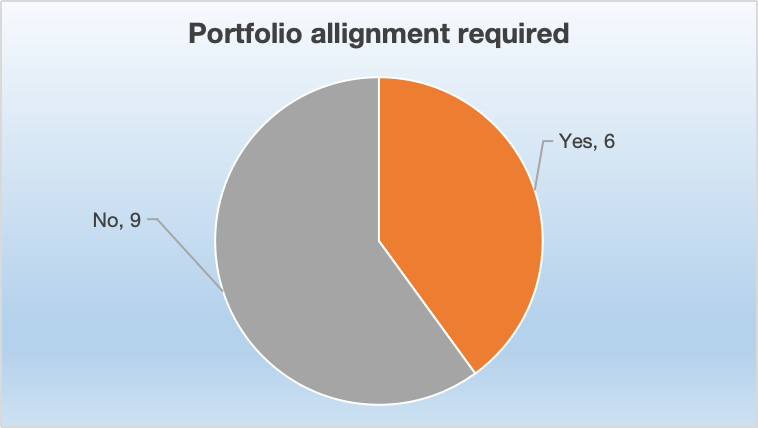 Portfolio allignment required
Yes, 6
No, 9